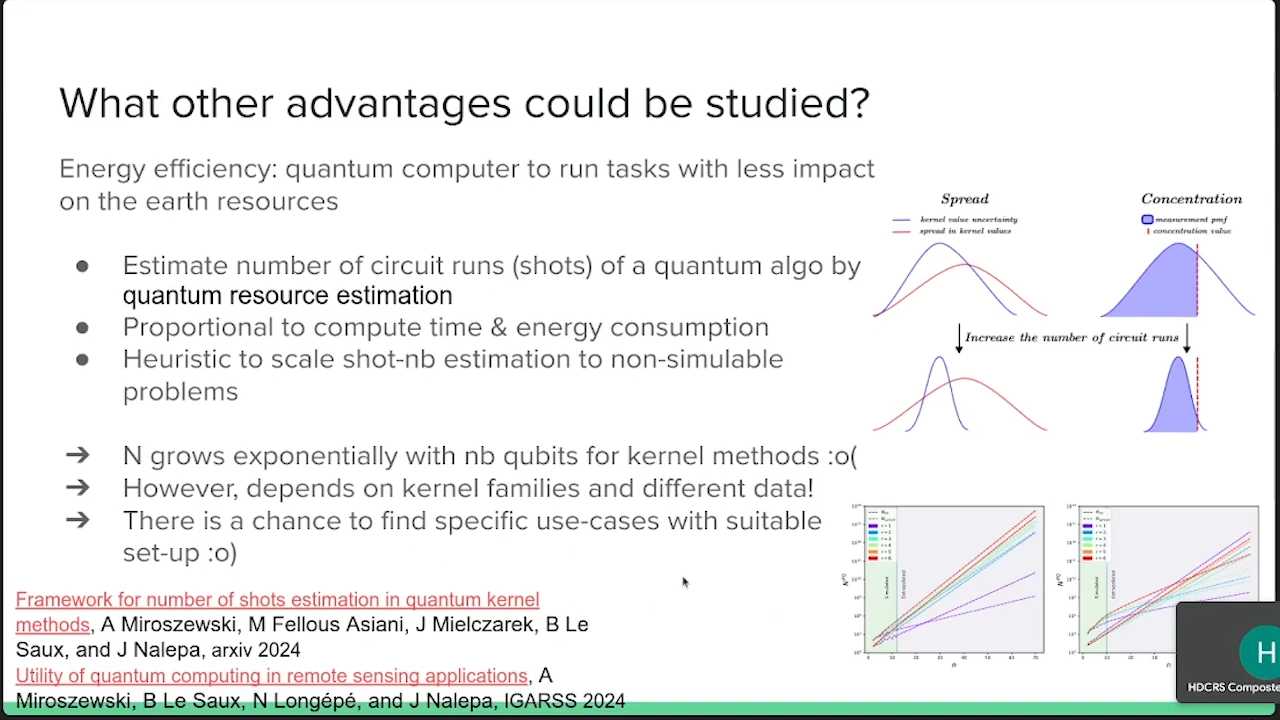 What other advantages could be studied?
Energy efficiency: quantum computer to run tasks with less impact
on the earth resources
● Estimate number of circuit runs (shots) of a quantum algo by
quantum resource estimation
● Proportional to compute time & energy consumption
● Heuristic to scale shot-nb estimation to non-simulable
problems
➔ N grows exponentially with nb qubits for kernel methods :o(
➔ However, depends on kernel families and different data!
➔ There is a chance to find specific use-cases with suitable
set-up :o)
Framework for number of shots estimation in quantum kernel
methods, A Miroszewski, M Fellous Asiani, J Mielczarek, B Le
Saux, and J Nalepa, arxiv 2024
Utility of quantum computing in remote sensing applications, A
Miroszewski, B Le Saux, N Longépé, and J Nalepa, IGARSS 2024
Spread
kernel value uncertainty
spread in kernel values
Concentration
measurement pmf
concentration value
Increase the number of circuit runs
Simulated
Extrapolated
n
Simulated
Extrapolated
n
H
HDCRS Composte